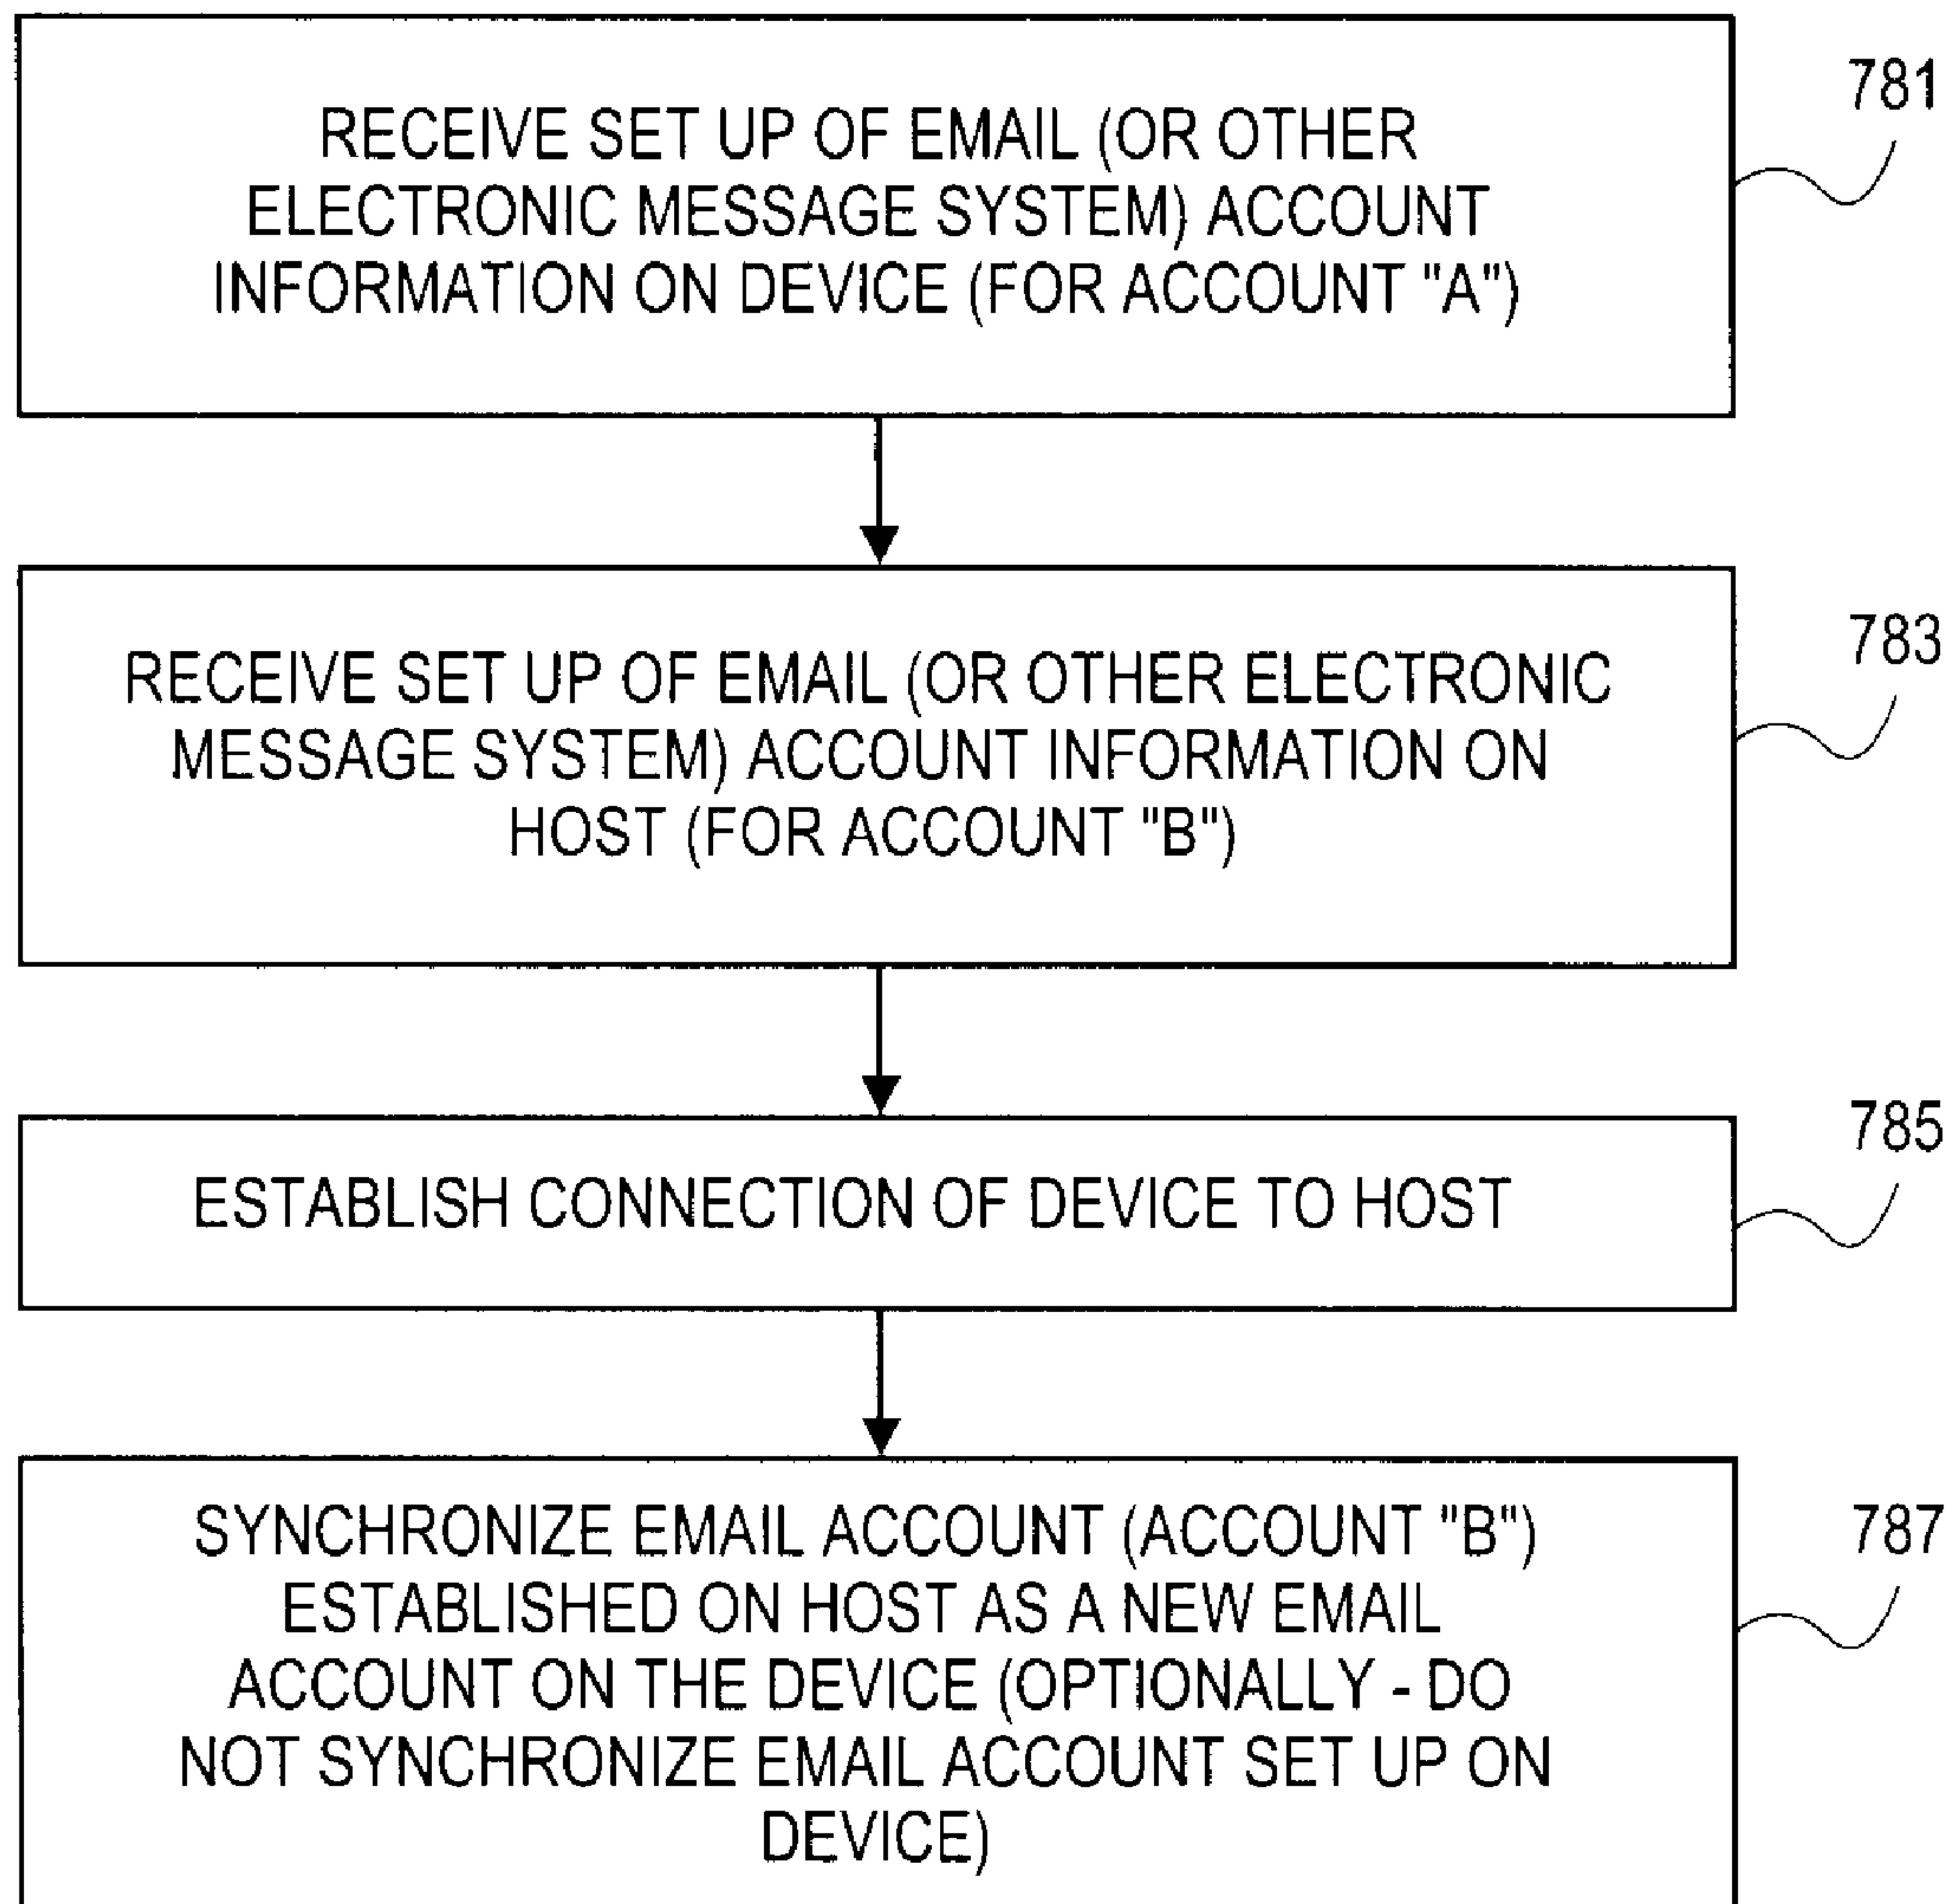 RECEIVE SET UP OF EMAIL (OR OTHER
ELECTRONIC MESSAGE SYSTEM) ACCOUNT
INFORMATION ON DEVICE (FOR ACCOUNT "A")
781
RECEIVE SET UP OF EMAIL (OR OTHER ELECTRONIC
MESSAGE SYSTEM) ACCOUNT INFORMATION ON
HOST (FOR ACCOUNT "B")
783
ESTABLISH CONNECTION OF DEVICE TO HOST
785
SYNCHRONIZE EMAIL ACCOUNT (ACCOUNT "B")
ESTABLISHED ON HOST AS A NEW EMAIL
ACCOUNT ON THE DEVICE (OPTIONALLY - DO
NOT SYNCHRONIZE EMAIL ACCOUNT SET UP ON
DEVICE)
787